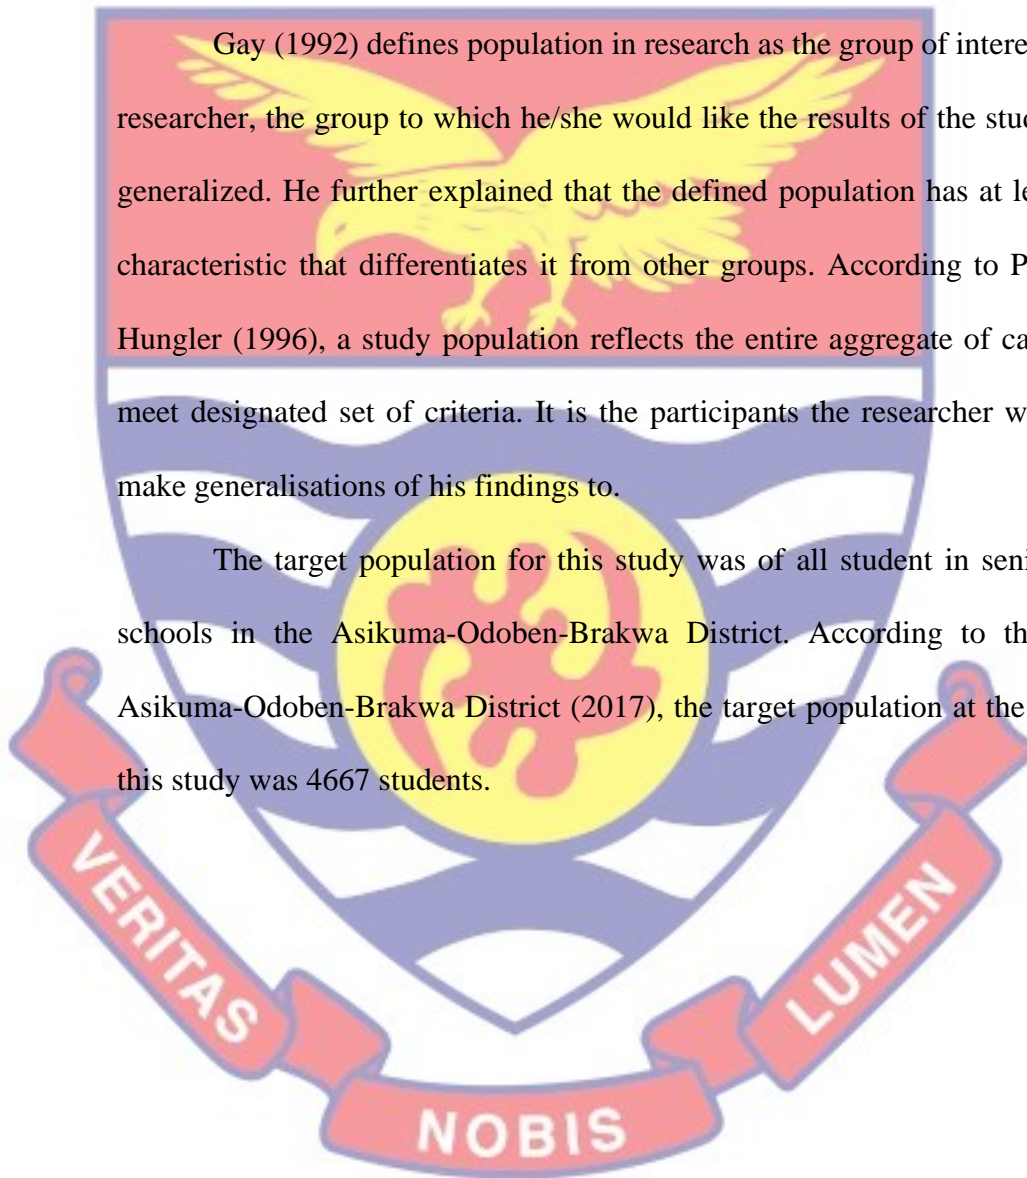 Gay (1992) defines population in research as the group of intere
researcher, the group to which he/she would like the results of the stu
generalized. He further explained that the defined population has at le
characteristic that differentiates it from other groups. According to P
Hungler (1996), a study population reflects the entire aggregate of ca
meet designated set of criteria. It is the participants the researcher w
make generalisations of his findings to.
The target population for this study was of all student in seni
schools in the Asikuma-Odoben-Brakwa District. According to th
Asikuma-Odoben-Brakwa District (2017), the target population at the
this study was 4667 students.
VERITAS
NOBIS
LUMEN